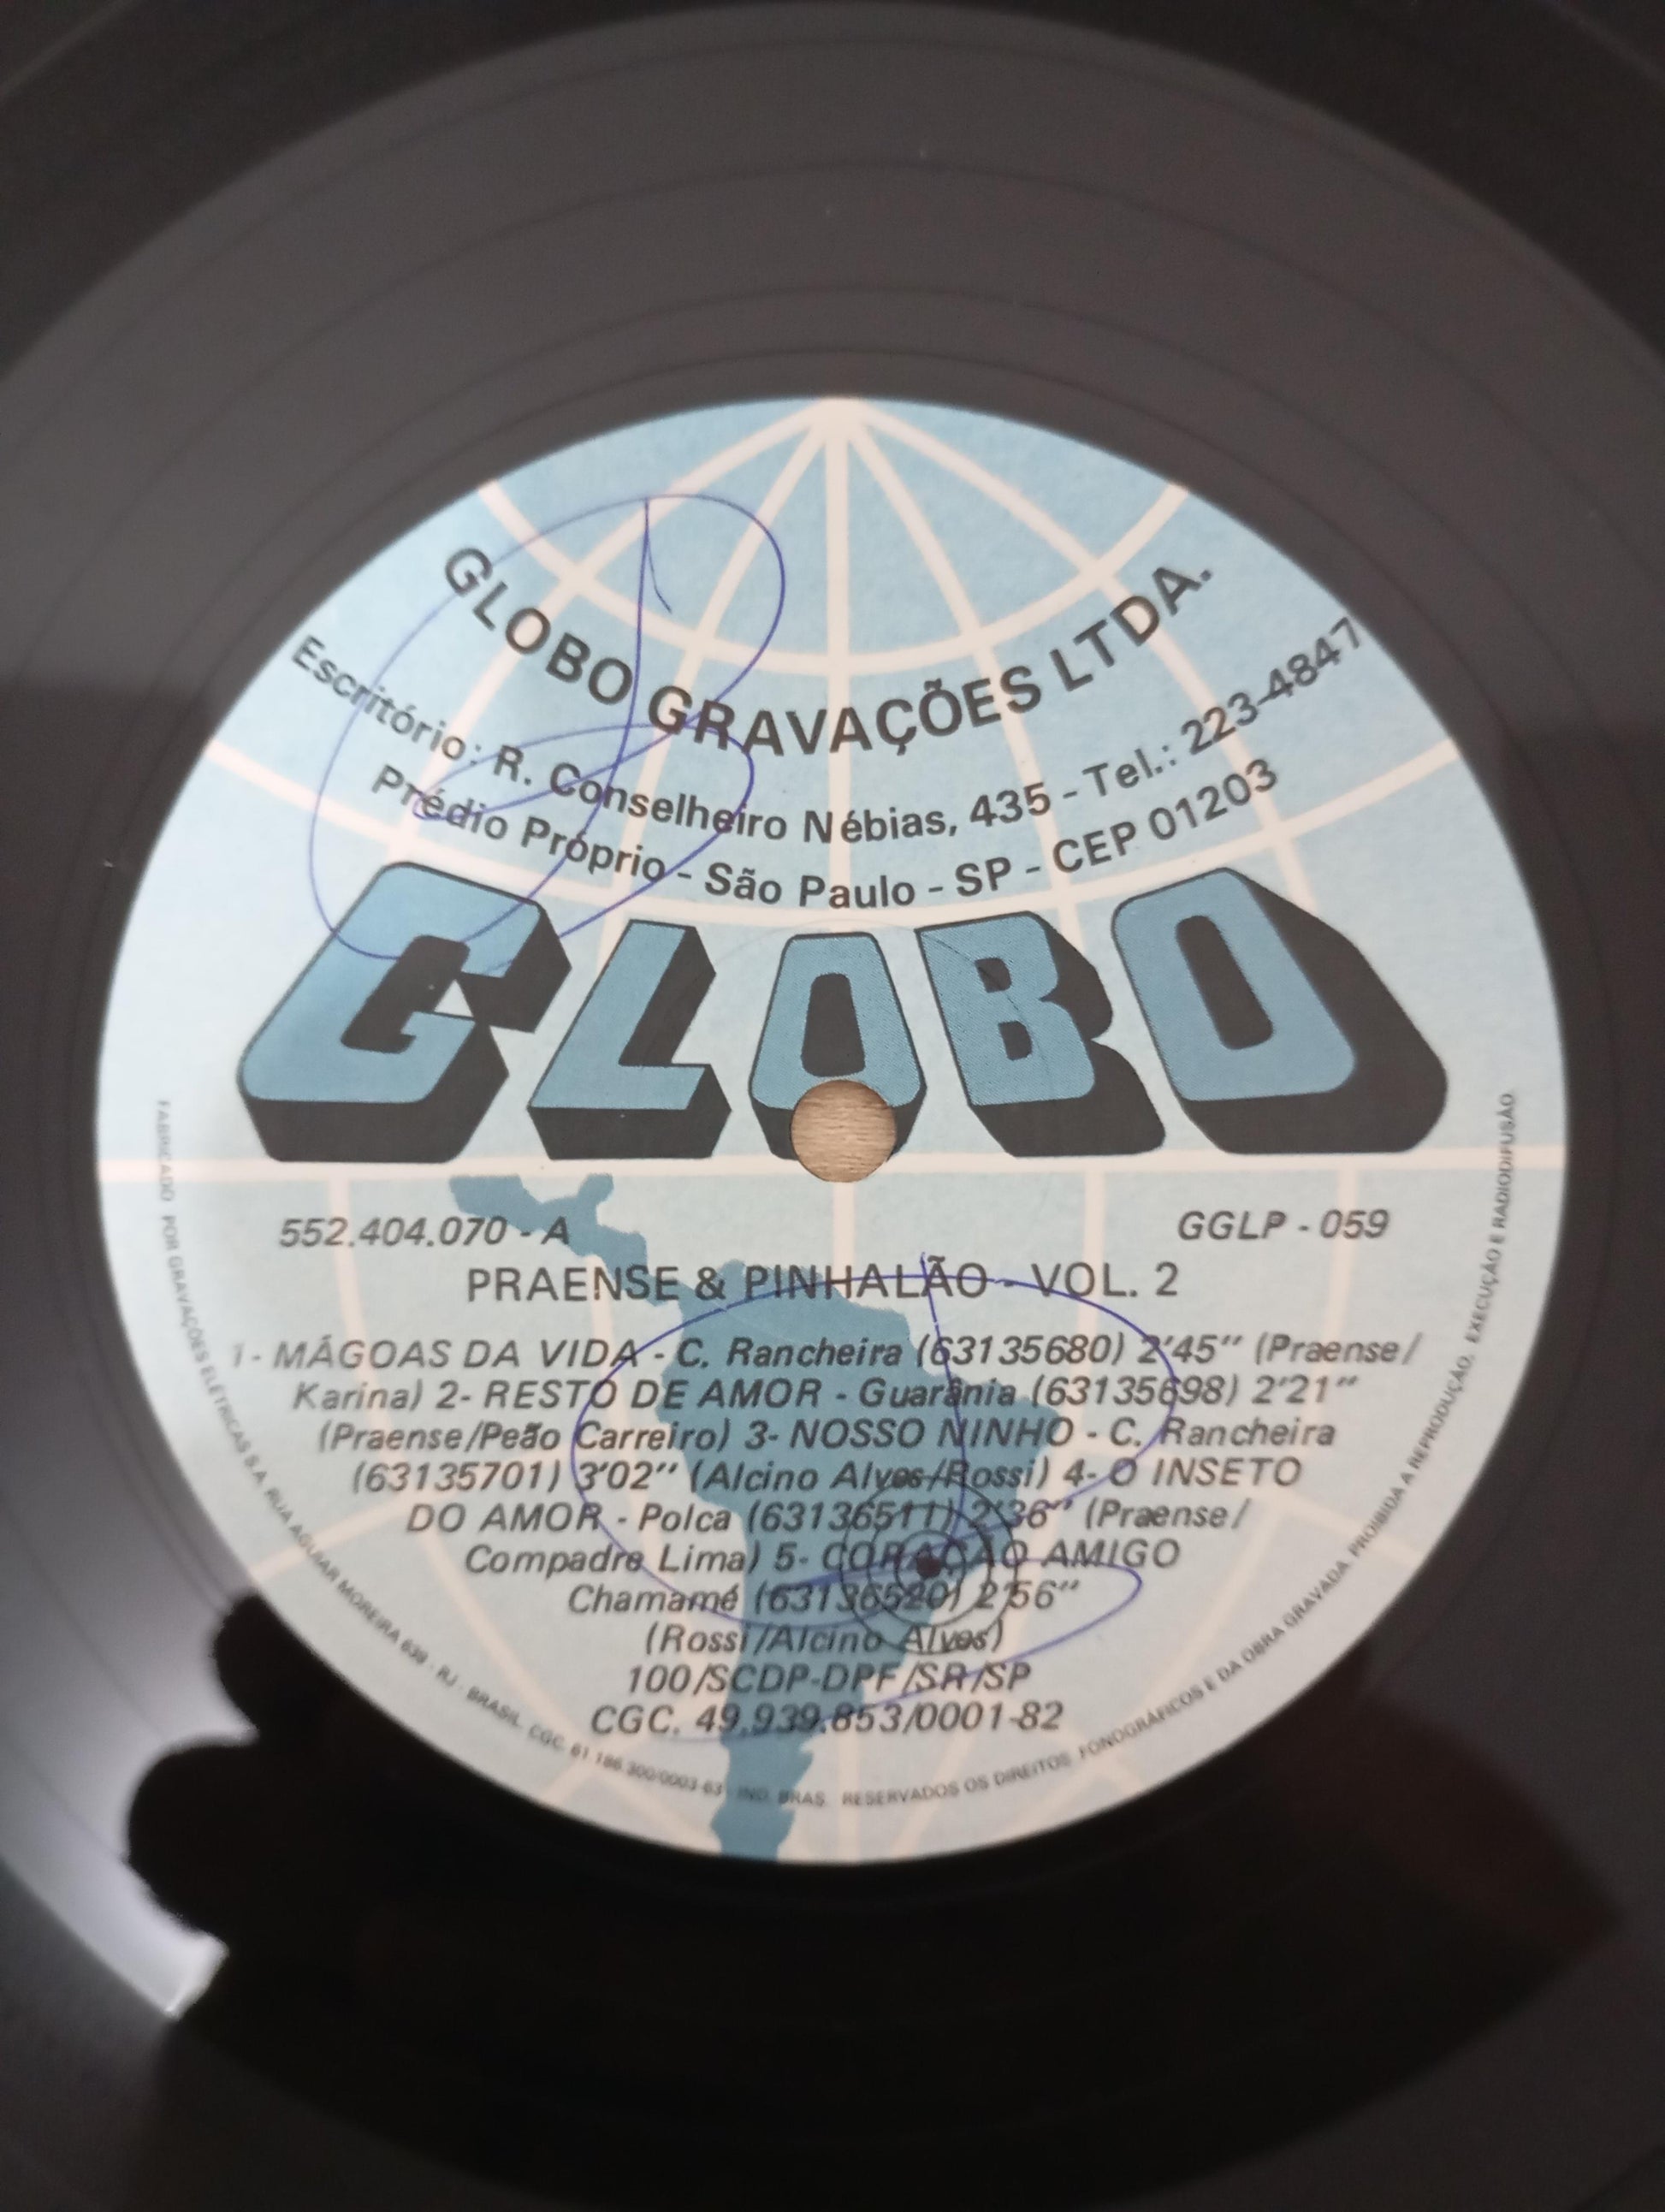 GLOBO GRAVAÇÕES LTDA.
Escritório: R. Conselheiro Nébias, 435 - Tel.: 223-4847
Prédio Próprio - São Paulo - SP - CEP 01203
GLOBO
552.404.070 - A
GGLP - 059
PRAENSE & PINHALÃO - VOL. 2
1- MÁGOAS DA VIDA - C. Rancheira (63135680) 2'45" (Praense/
Karina) 2- RESTO DE AMOR - Guarânia (63135698) 2'21"
(Praense/Peão Carreiro) 3- NOSSO NINHO - C. Rancheira
(63135701) 3'02" (Alcino Alves/Rossi) 4- O INSETO
DO AMOR - Polca (63136511) 2'36" (Praense/
Compadre Lima) 5- CORAÇÃO AMIGO
Chamamé (63136520) 2'56"
(Rossi/Alcino Alves)
100/SCDP-DPF/SR/SP
CGC. 49.939.853/0001-82
FABRICADO POR GRAVAÇÕES ELÉTRICAS S.A. RUA AGUIAR MOREIRA 639 - RJ - BRASIL CGC. 61.186.300/0003-63 - IND. BRAS. RESERVADOS OS DIREITOS FONOGRÁFICOS E DA OBRA GRAVADA. PROIBIDA A REPRODUÇÃO, EXECUÇÃO E RADIODIFUSÃO.